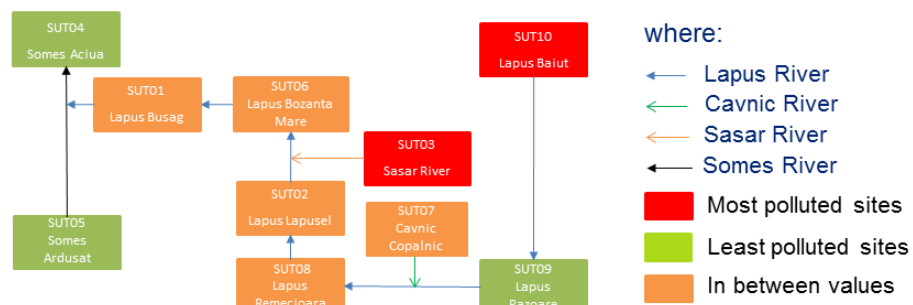 SUT04
Somes Aciua
SUT10
Lapus Baiut
where:
Lapus River
Cavnic River
Sasar River
Somes River
Most polluted sites
Least polluted sites
In between values
SUT01
Lapus Busag
SUT06
Lapus Bozanta
Mare
SUT03
Sasar River
SUT02
Lapus Lapusel
SUT07
Cavnic
Copalnic
SUT05
Somes
Ardusat
SUT08
Lapus
Remecioara
SUT09
Lapus
Razoare